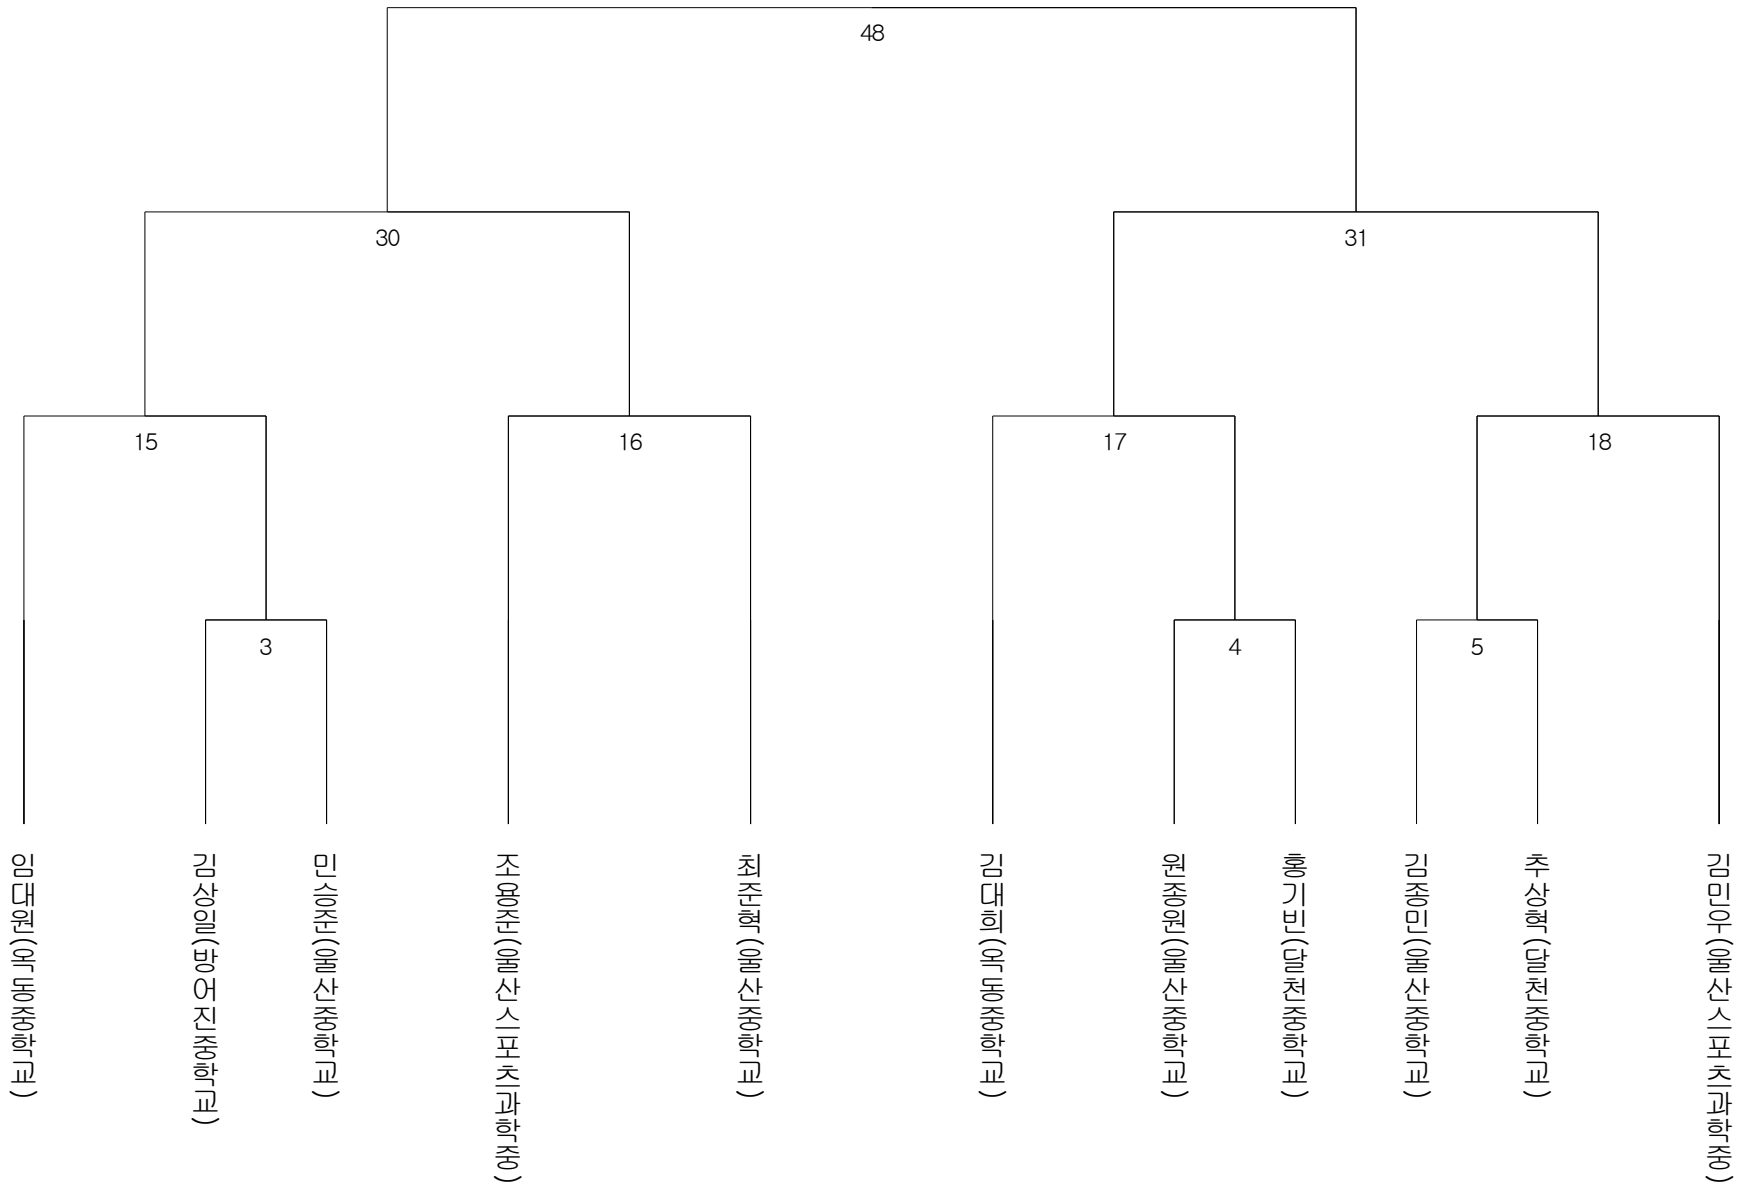 48
30
31
15
16
17
18
3
4
5
임대원(옥동중학교)
김상일(방어진중학교)
민승준(울산중학교)
조용준(울산스포츠과학중)
최준혁(울산중학교)
김대희(옥동중학교)
원종원(울산중학교)
홍기빈(달천중학교)
김종민(울산중학교)
추상혁(달천중학교)
김민우(울산스포츠과학중)